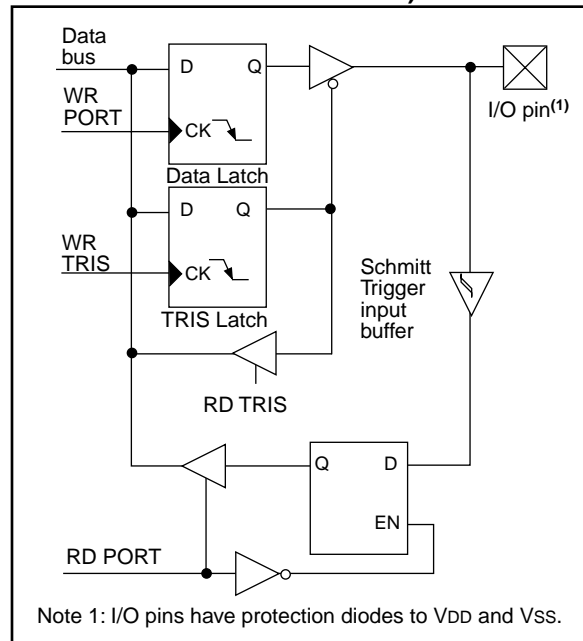 Data
bus
D Q
WR
PORT
CK
I/O pin(1)
Data Latch
D Q
WR
TRIS
CK
TRIS Latch
Schmitt
Trigger
input
buffer
RD TRIS
Q D
EN
RD PORT
Note 1: I/O pins have protection diodes to VDD and VSS.